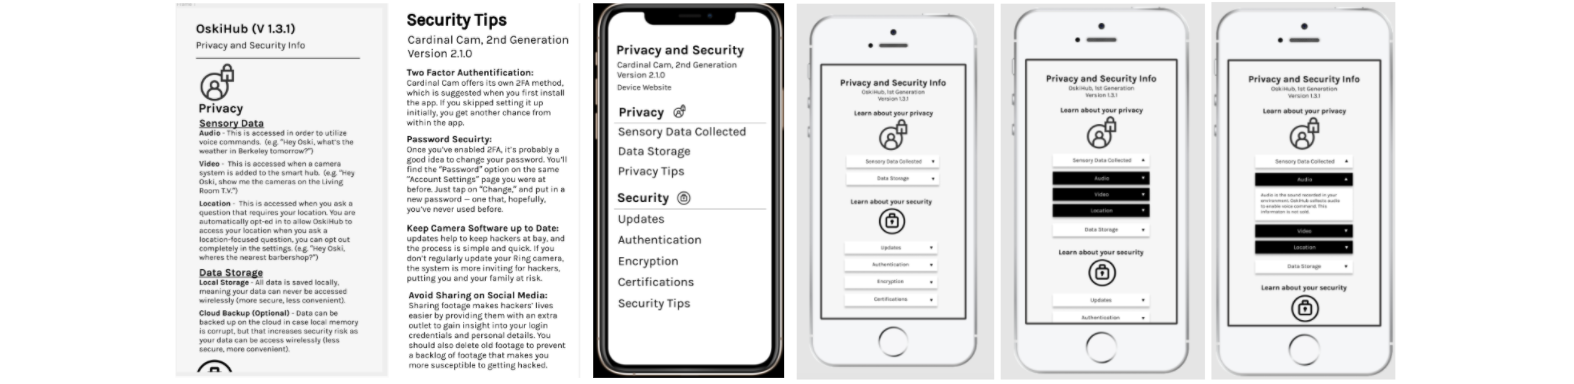 OskiHub (V 1.3.1)
Privacy and Security Info
Privacy
Sensory Data
Audio - This is accessed in order to utilize
voice commands. (e.g. "Hey Oski, what's the
weather in Berkeley tomorrow?")
Video - This is accessed when a camera
system is added to the smart hub. (e.g. "Hey
Oski, show me the cameras on the Living
Room T.V.")
Location - This is accessed when you ask a
question that requires your location. You are
automatically opt-ed in to allow OskiHub to
access your location when you ask a
location-focused question, you can opt out
completely in the settings. (e.g. "Hey Oski,
wheres the nearest barbershop?")
Data Storage
Local Storage - All data is saved locally,
meaning your data can never be accessed
wirelessly (more secure, less convenient).
Cloud Backup (Optional) - Data can be
backed up on the cloud in case local memory
is corrupt, but that increases security risk as
your data can be access wirelessly (less
secure, more convenient).
Security Tips
Cardinal Cam, 2nd Generation
Version 2.1.0
Two Factor Authentification:
Cardinal Cam offers its own 2FA method,
which is suggested when you first install
the app. If you skipped setting it up
initially, you get another chance from
within the app.
Password Secuirty:
Once you've enabled 2FA, it's probably a
good idea to change your password. You'll
find the "Password" option on the same
"Account Settings" page you were at
before. Just tap on "Change," and put in a
new password — one that, hopefully,
you've never used before.
Keep Camera Software up to Date:
updates help to keep hackers at bay, and
the process is simple and quick. If you
don't regularly update your Ring camera,
the system is more inviting for hackers,
putting you and your family at risk.
Avoid Sharing on Social Media:
Sharing footage makes hackers' lives
easier by providing them with an extra
outlet to gain insight into your login
credentials and personal details. You
should also delete old footage to prevent
a backlog of footage that makes you
more susceptible to getting hacked.
Privacy and Security
Cardinal Cam, 2nd Generation
Version 2.1.0
Device Website
Privacy
Sensory Data Collected
Data Storage
Privacy Tips
Security
Updates
Authentication
Encryption
Certifications
Security Tips
Privacy and Security Info
OskiHub, 1st Generation
Version 1.3.1
Learn about your privacy
Sensory Data Collected
Data Storage
Learn about your security
Updates
Authentication
Encryption
Certifications
Privacy and Security Info
OskiHub, 1st Generation
Version 1.3.1
Learn about your privacy
Sensory Data Collected
Audio
Video
Location
Data Storage
Learn about your security
Updates
Authentication
Privacy and Security Info
OskiHub, 1st Generation
Version 1.3.1
Learn about your privacy
Sensory Data Collected
Audio
Audio is the sound recorded in your
environment. OskiHub collects audio
to enable voice command. This
information is not sold.
Video
Location
Data Storage
Learn about your security